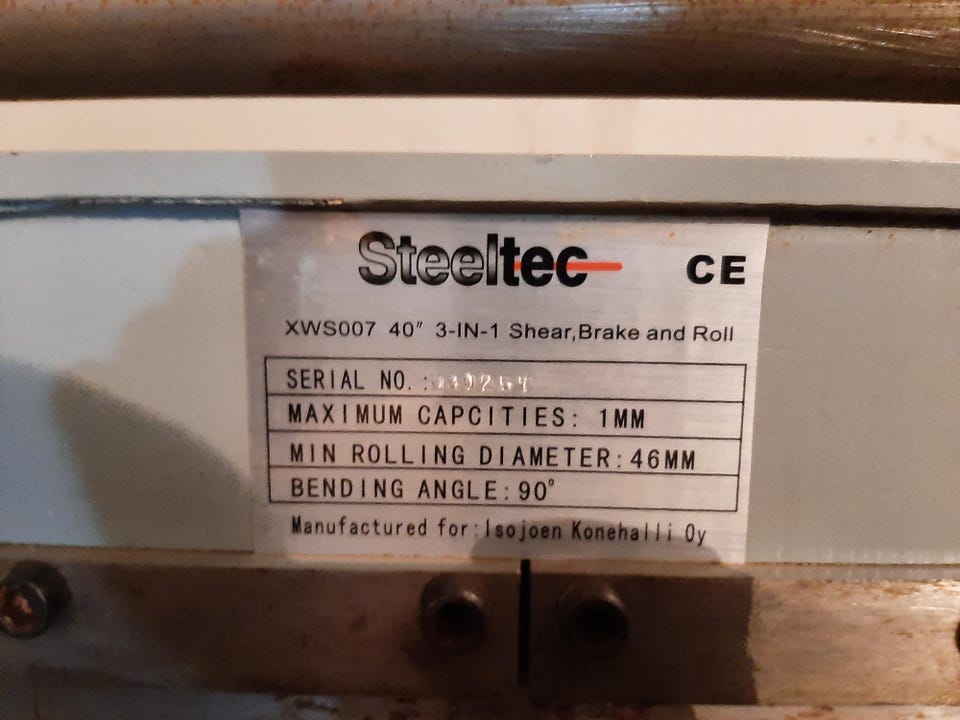 Steeltec CE
XWS007 40" 3-IN-1 Shear,Brake and Roll
SERIAL NO. :
MAXIMUM CAPCITIES: 1MM
MIN ROLLING DIAMETER:46MM
BENDING ANGLE:90°
Manufactured for:Isojoen Konehalli Oy